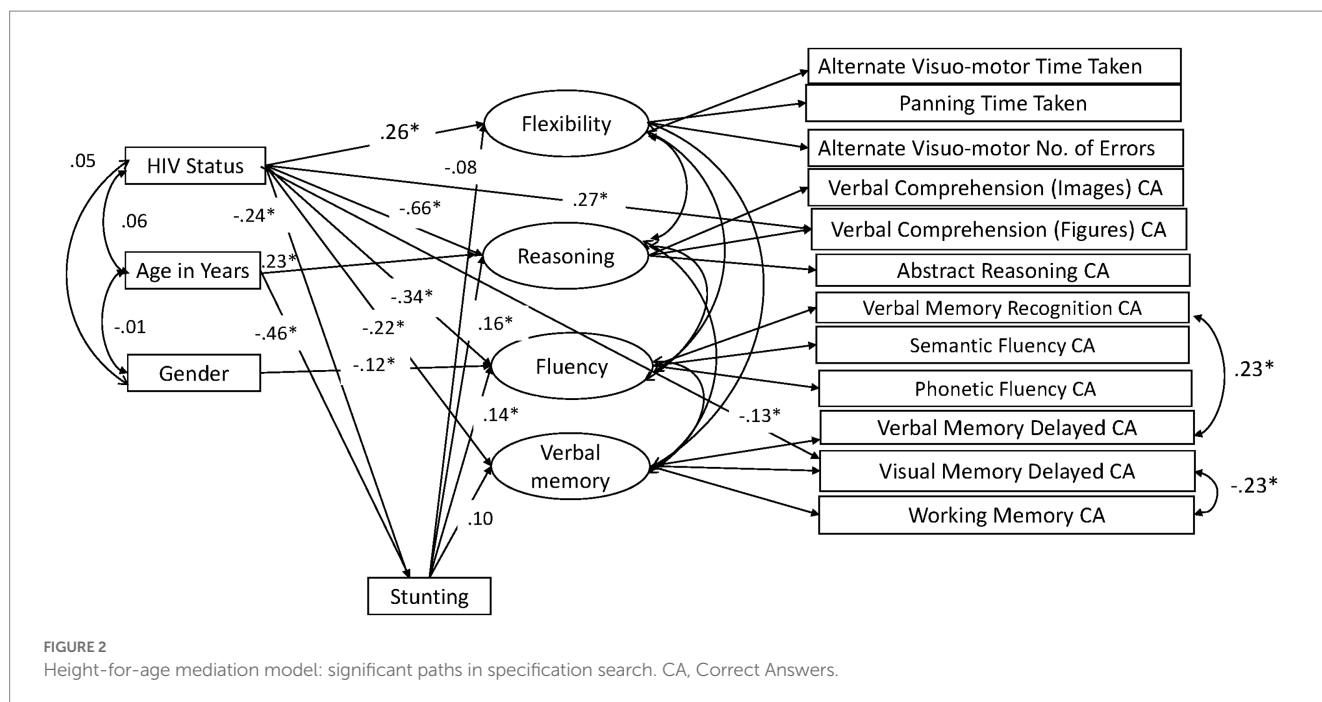 Alternate Visuo-motor Time Taken
Panning Time Taken
Flexibility
.26*
Alternate Visuo-motor No. of Errors
.05
HIV Status
-.08
Verbal Comprehension (Images) CA
-.24*
-.66*
.27*
.06
Verbal Comprehension (Figures) CA
Reasoning
Age in Years
.23*
Abstract Reasoning CA
-.34*
Verbal Memory Recognition CA
-.01
-.46*
-.22*
.16*
Semantic Fluency CA
Gender
-.12*
Fluency
.23*
Phonetic Fluency CA
.14*
-.13*
Verbal Memory Delayed CA
Verbal
memory
Visual Memory Delayed CA
-.23*
.10
Working Memory CA
Stunting
FIGURE 2
Height-for-age mediation model: significant paths in specification search. CA, Correct Answers.